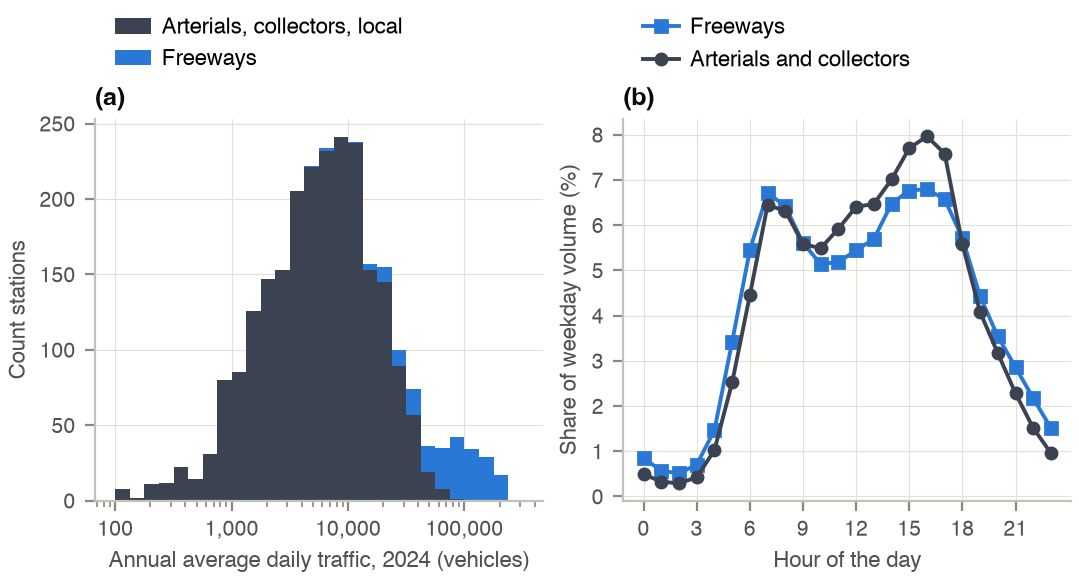 Arterials, collectors, local
Freeways
(a)
250
200
150
100
50
0
Count stations
100 1,000 10,000 100,000
Annual average daily traffic, 2024 (vehicles)
Freeways
Arterials and collectors
(b)
8
7
6
5
4
3
2
1
0
Share of weekday volume (%)
0 3 6 9 12 15 18 21
Hour of the day